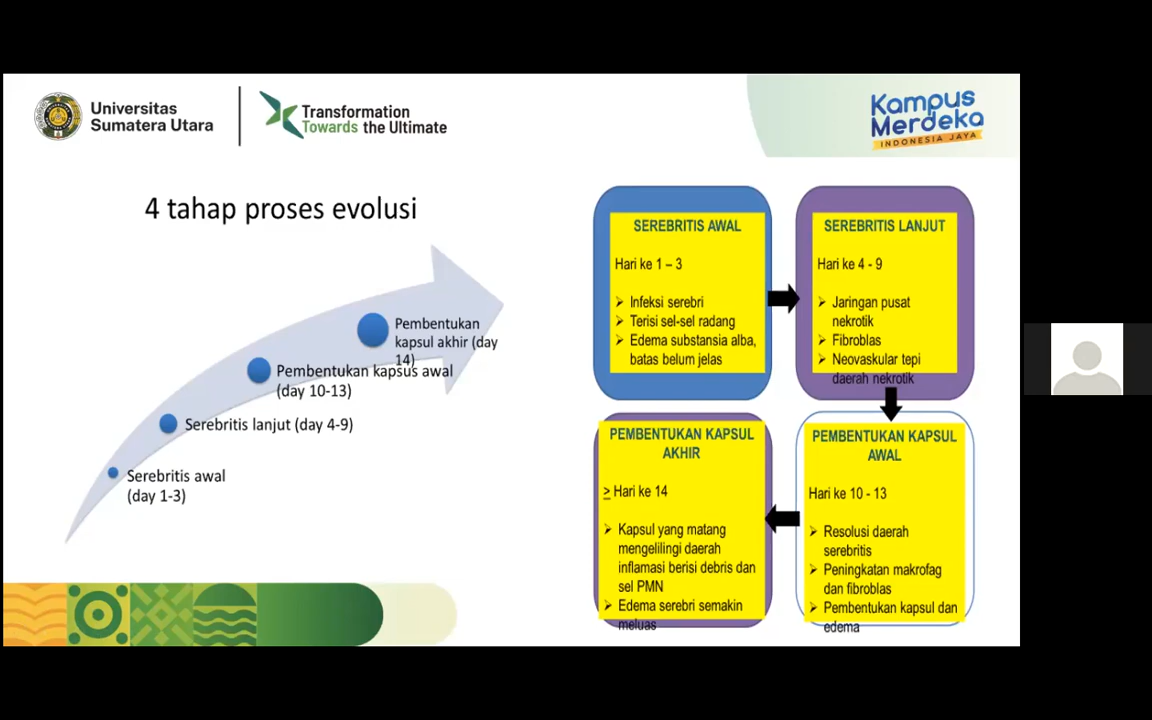 Universitas
Sumatera Utara
Transformation
Towards the Ultimate
Kampus
Merdeka
INDONESIA JAYA
4 tahap proses evolusi
Pembentukan
kapsul akhir (day
14)
Pembentukan kapsus awal
(day 10-13)
Serebritis lanjut (day 4-9)
Serebritis awal
(day 1-3)
SEREBRITIS AWAL
Hari ke 1 – 3
➢ Infeksi serebri
➢ Terisi sel-sel radang
➢ Edema substansia alba,
batas belum jelas
SEREBRITIS LANJUT
Hari ke 4 - 9
➢ Jaringan pusat
nekrotik
➢ Fibroblas
➢ Neovaskular tepi
daerah nekrotik
PEMBENTUKAN KAPSUL
AWAL
Hari ke 10 - 13
➢ Resolusi daerah
serebritis
➢ Peningkatan makrofag
dan fibroblas
➢ Pembentukan kapsul dan
edema
PEMBENTUKAN KAPSUL
AKHIR
> Hari ke 14
➢ Kapsul yang matang
mengelilingi daerah
inflamasi berisi debris dan
sel PMN
➢ Edema serebri semakin
meluas